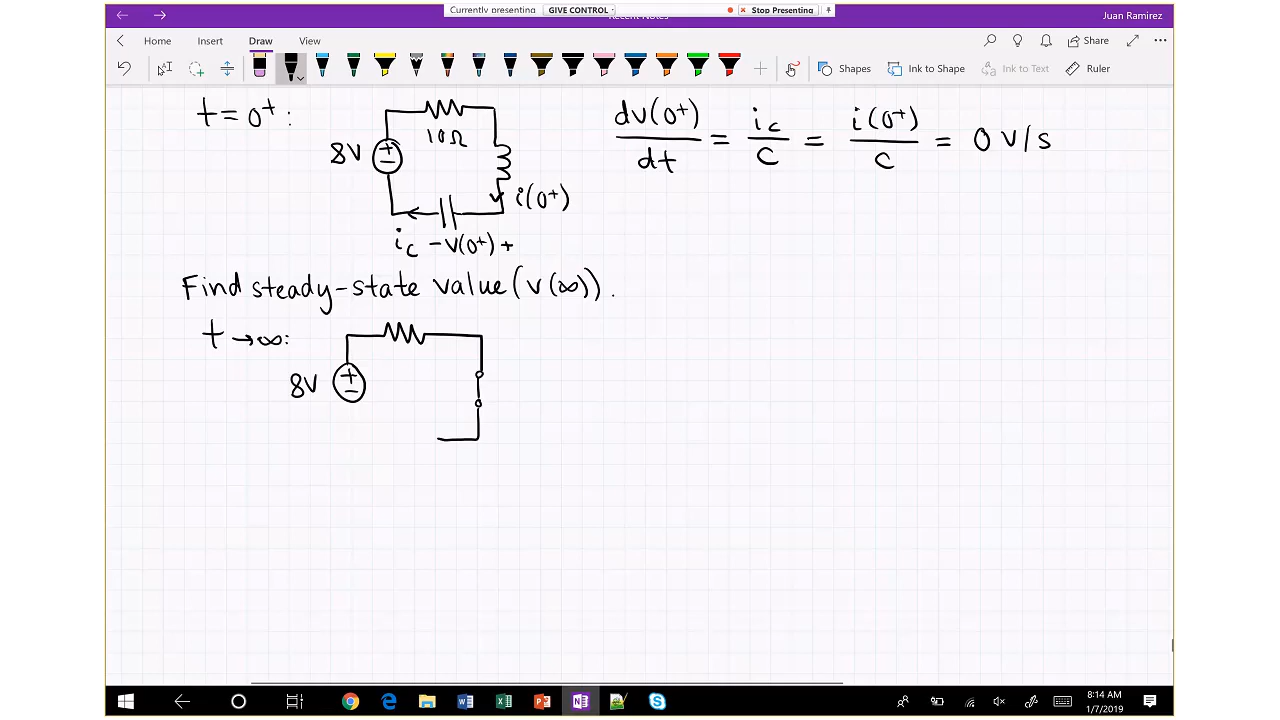 Currently presenting GIVE CONTROL Stop Presenting
Recent Notes
Juan Ramirez
Home Insert Draw View Share
Shapes Ink to Shape Ink to Text Ruler
t = 0⁺ :
10Ω
8V
i(0⁺)
i_c − v(0⁺) +
dv(0⁺)/dt = i_c/C = i(0⁺)/C = 0 V/s
Find steady-state value (v(∞)).
t → ∞:
8V
8:14 AM
1/7/2019